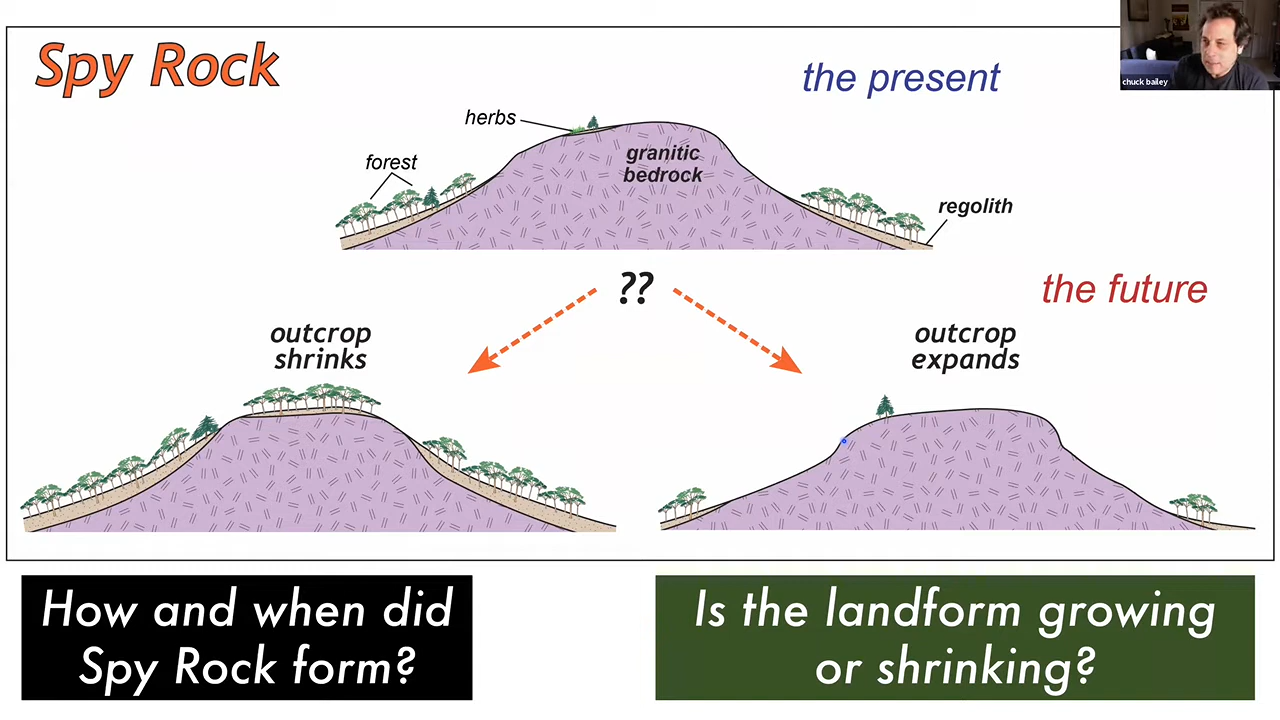 Spy Rock
the present
chuck bailey
herbs
granitic
bedrock
forest
regolith
??
the future
outcrop
shrinks
outcrop
expands
How and when did
Spy Rock form?
Is the landform growing
or shrinking?